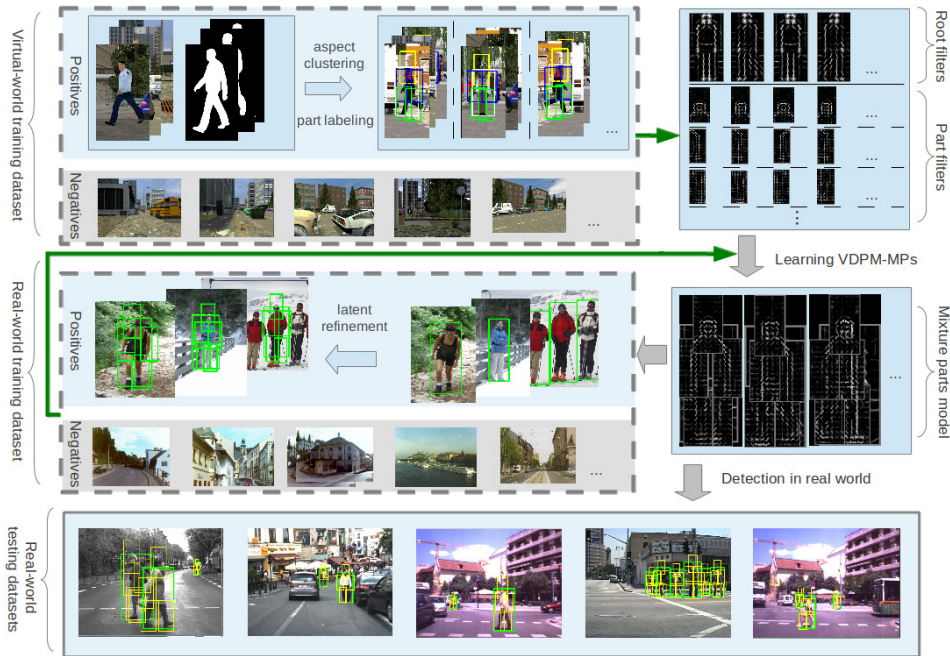 Virtual-world training dataset
Positives
aspect
clustering
part labeling
...
Negatives
...
Root filters
...
Part filters
...
...
...
...
Learning VDPM-MPs
Real-world training dataset
Positives
latent
refinement
Negatives
...
Mixure parts model
...
Detection in real world
Real-world
testing datasets